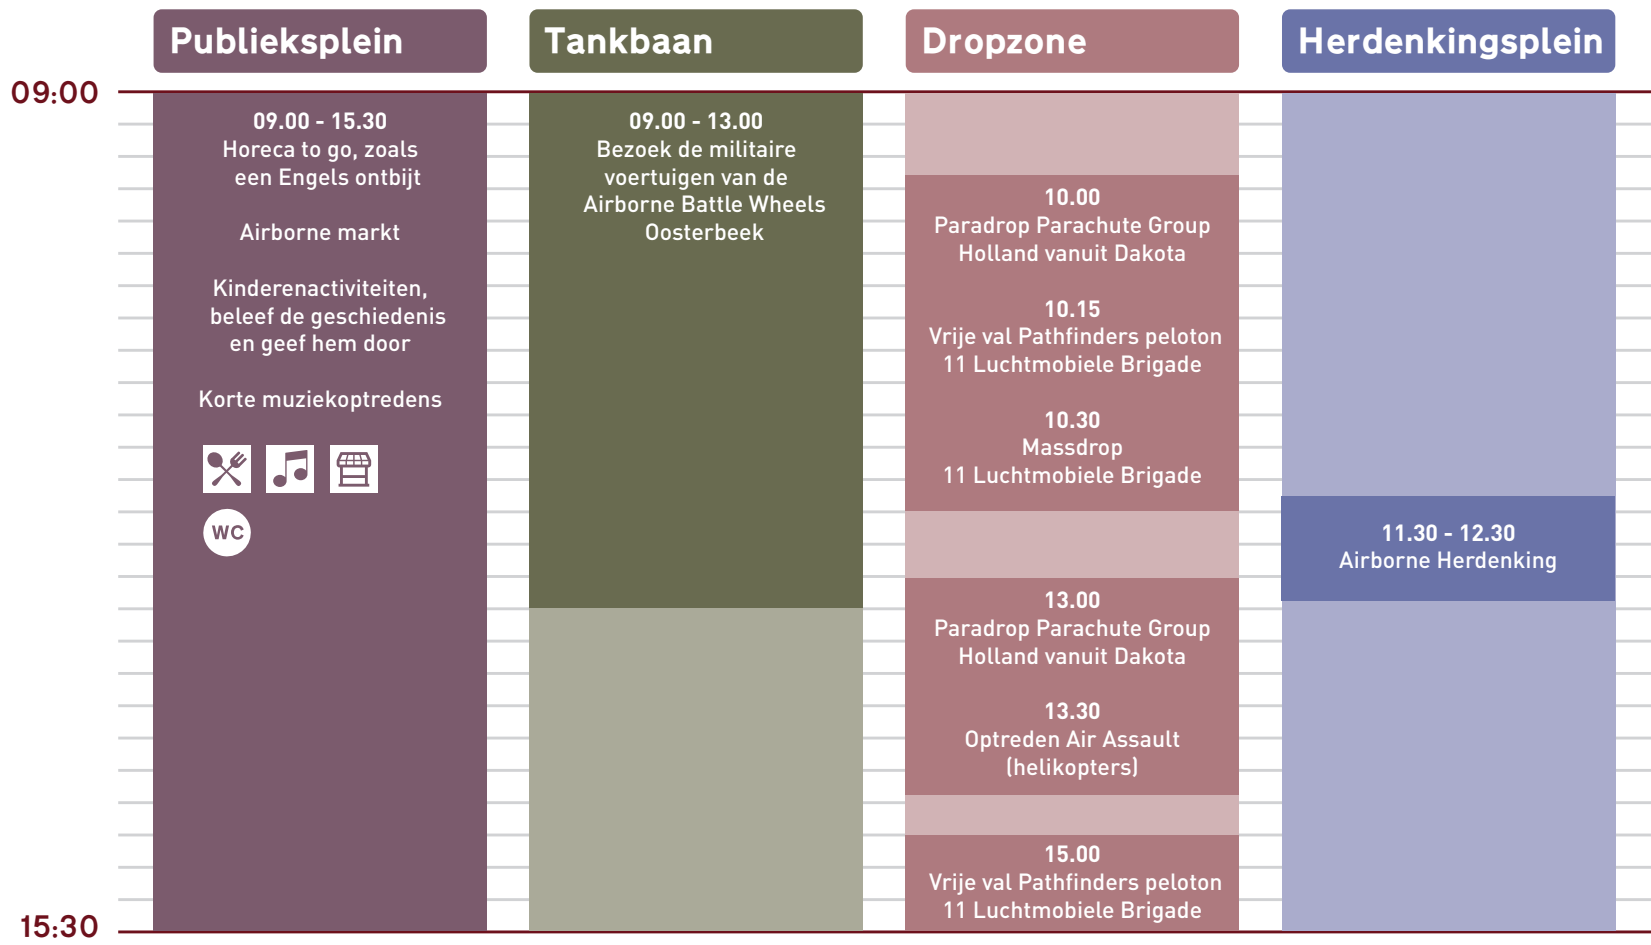 Publieksplein
Tankbaan
Dropzone
Herdenkingsplein
09:00
09.00 - 15.30
Horeca to go, zoals
een Engels ontbijt
Airborne markt
Kinderenactiviteiten,
beleef de geschiedenis
en geef hem door
Korte muziekoptredens
WC
09.00 - 13.00
Bezoek de militaire
voertuigen van de
Airborne Battle Wheels
Oosterbeek
10.00
Paradrop Parachute Group
Holland vanuit Dakota
10.15
Vrije val Pathfinders peloton
11 Luchtmobiele Brigade
10.30
Massdrop
11 Luchtmobiele Brigade
13.00
Paradrop Parachute Group
Holland vanuit Dakota
13.30
Optreden Air Assault
(helikopters)
15.00
Vrije val Pathfinders peloton
11 Luchtmobiele Brigade
11.30 - 12.30
Airborne Herdenking
15:30